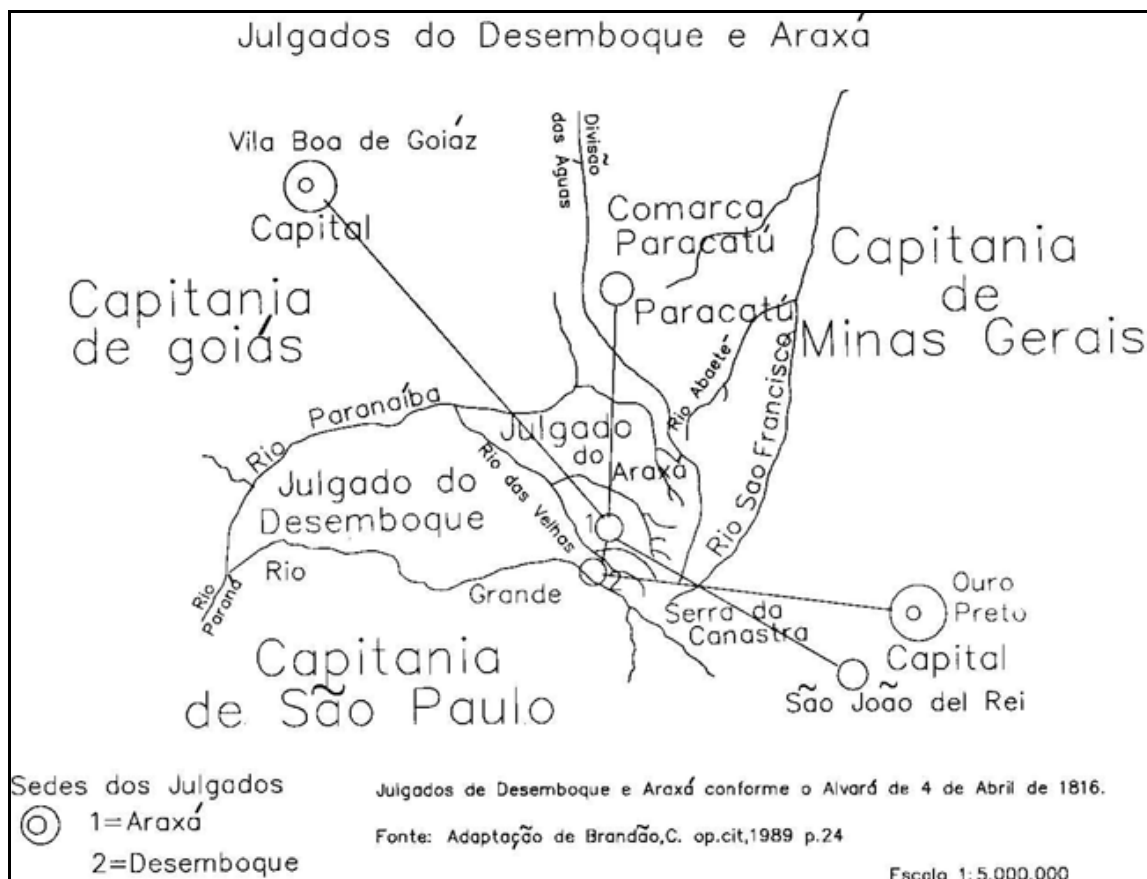 Julgados do Desemboque e Araxá
Vila Boa de Goiáz
Capital
Divisão
das Águas
Comarca
Paracatú
Paracatú
Capitania
de
Minas Gerais
Capitania
de goiás
Rio Abaete
Rio São Francisco
Rio Paranaíba
Julgado
do
Araxá
Rio das Velhas
Julgado do
Desemboque
1
Rio Grande
Rio
Paraná
Serra da
Canastra
Ouro
Preto
Capital
São João del Rei
Capitania
de São Paulo
Sedes dos Julgados
1=Araxá
2=Desemboque
Julgados de Desemboque e Araxá conforme o Alvará de 4 de Abril de 1816.
Fonte: Adaptação de Brandão,C. op.cit,1989 p.24
Escala 1:5.000.000